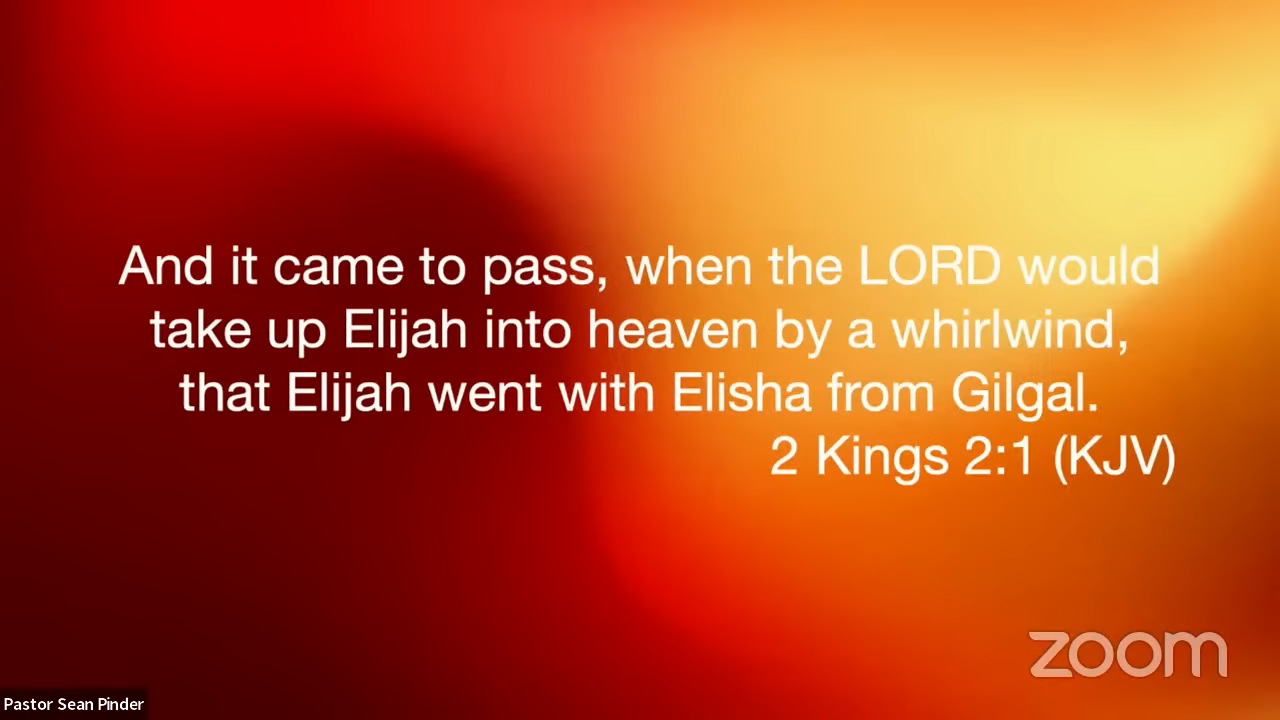 And it came to pass, when the LORD would
take up Elijah into heaven by a whirlwind,
that Elijah went with Elisha from Gilgal.
2 Kings 2:1 (KJV)
zoom
Pastor Sean Pinder